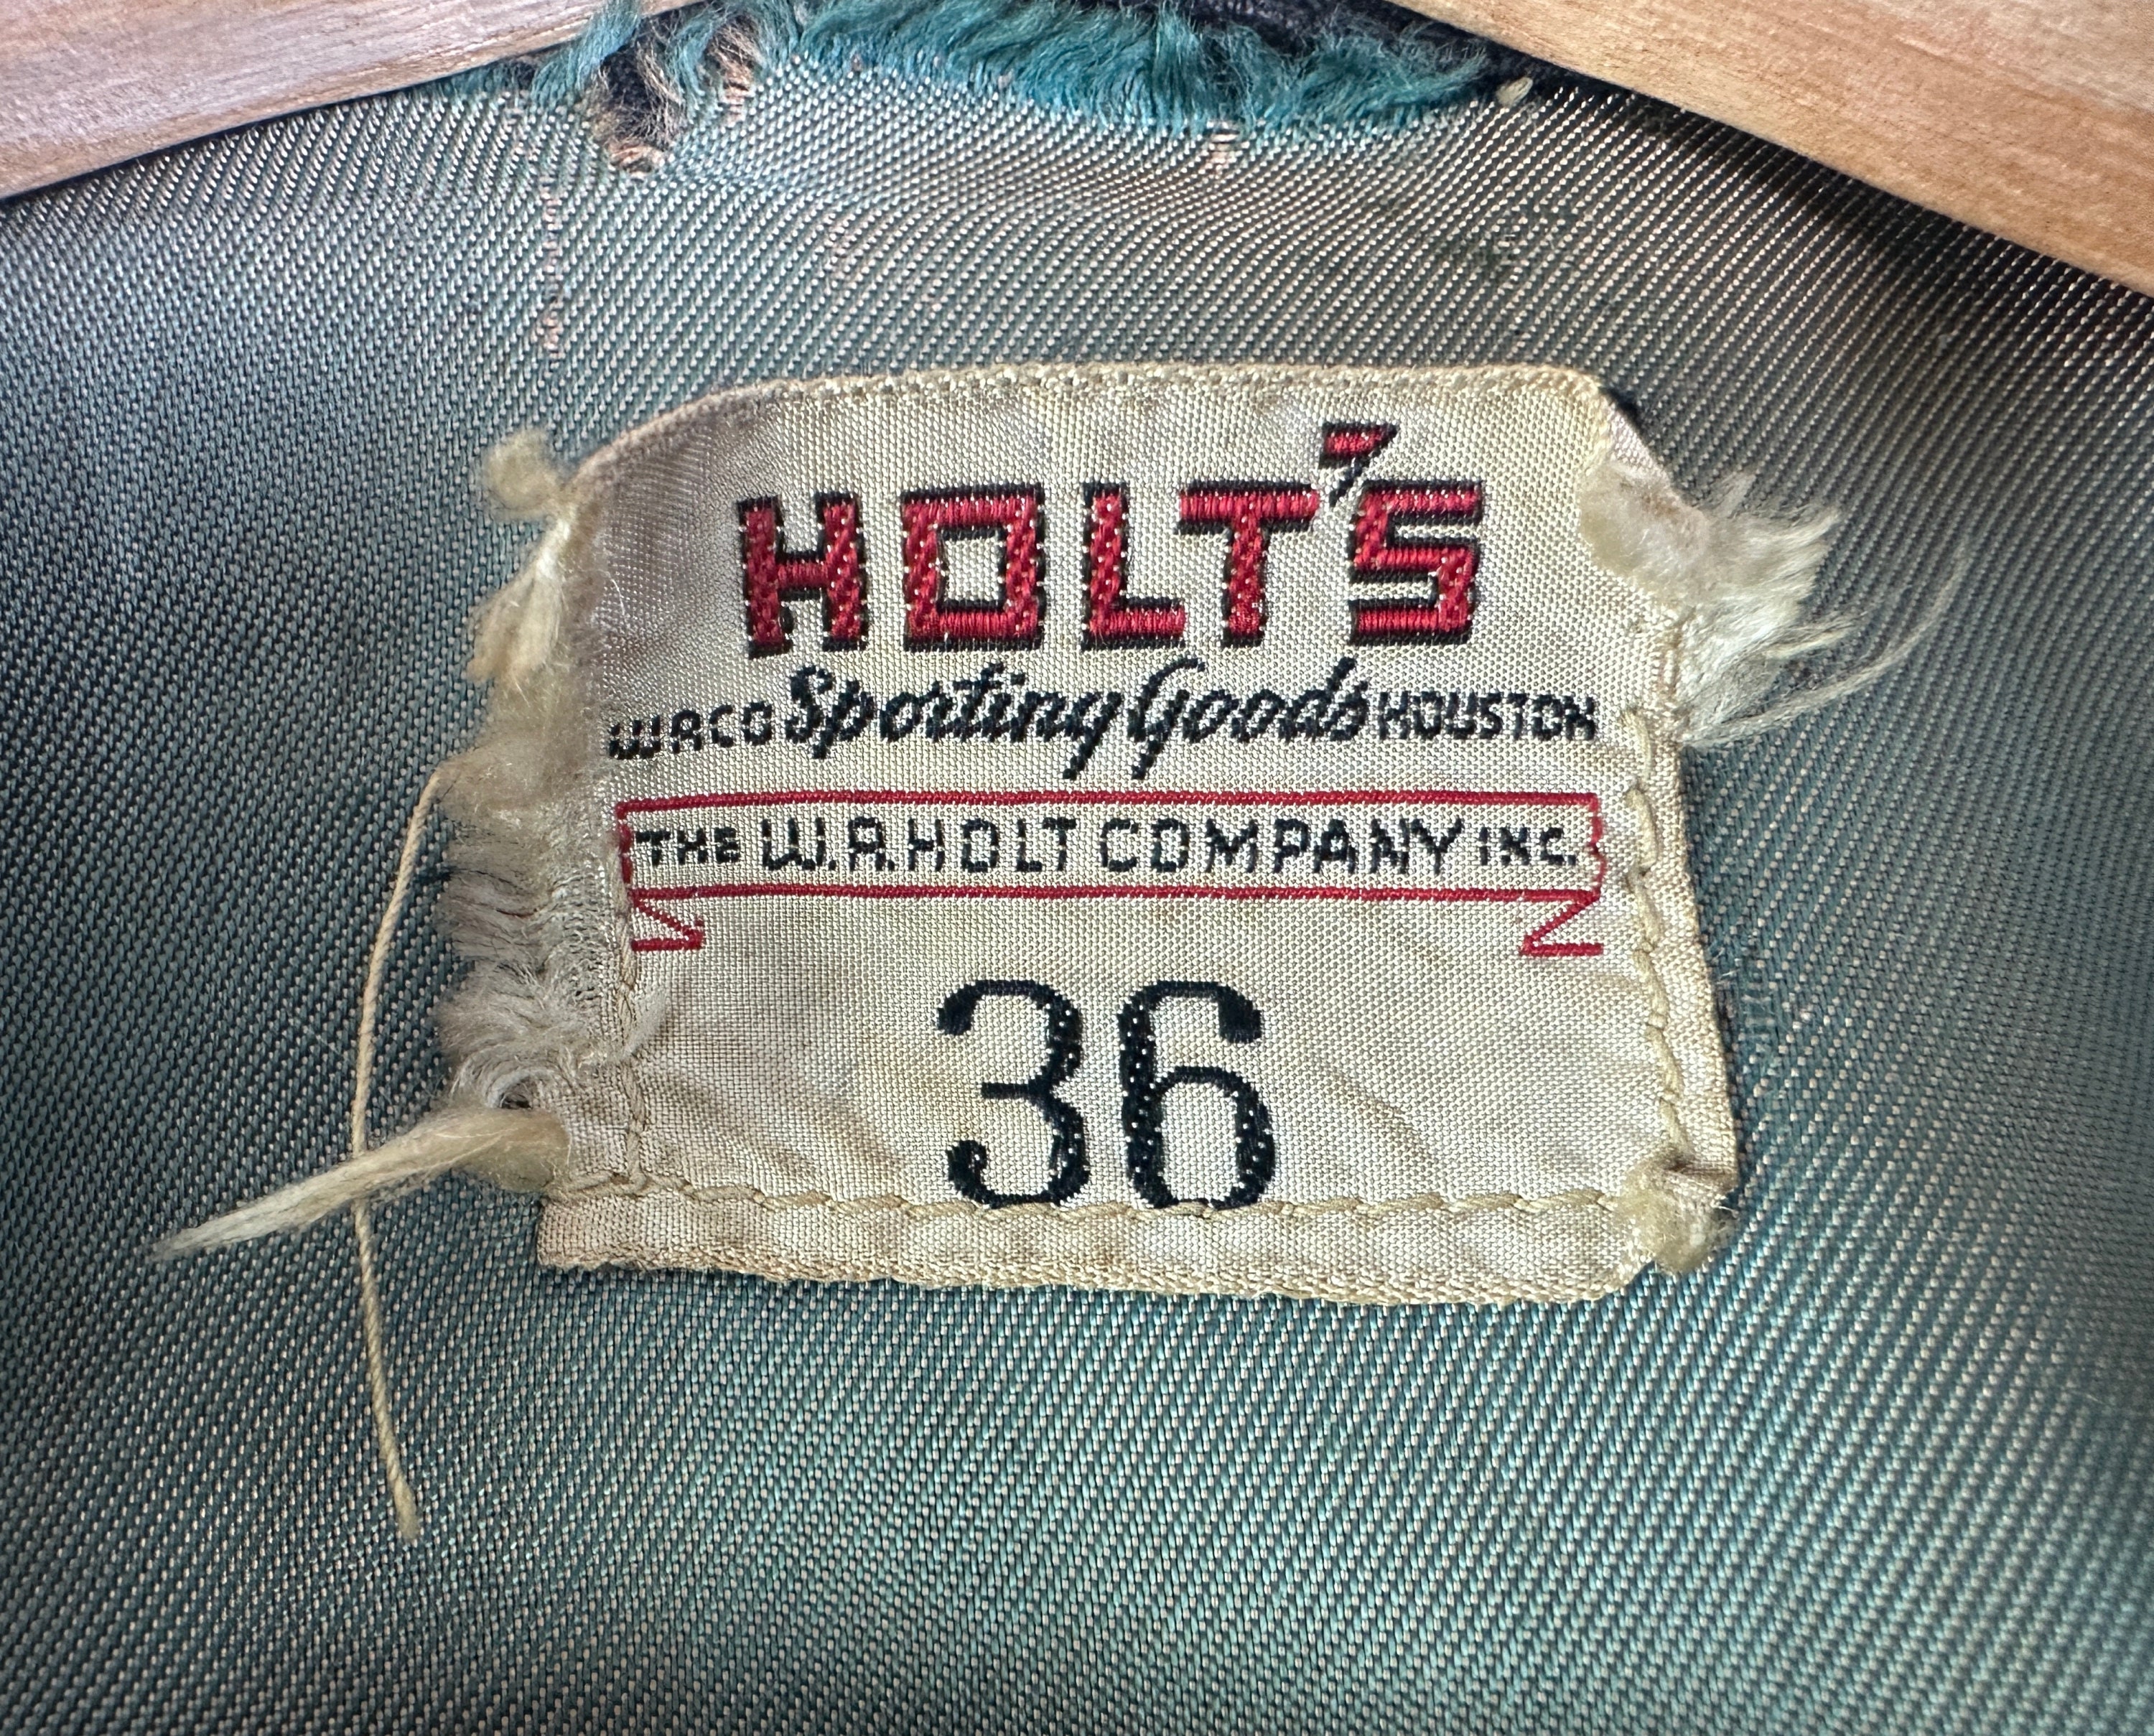 HOLT'S
WACO Sporting Goods HOUSTON
THE W.R. HOLT COMPANY INC.
36